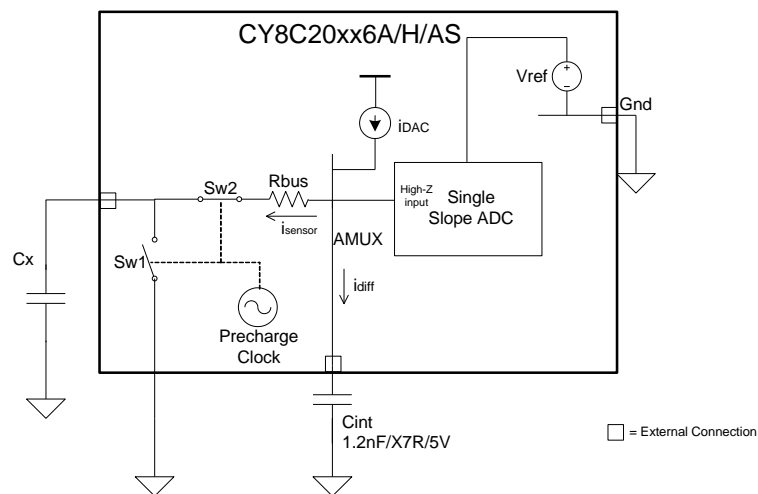 CY8C20xx6A/H/AS
Vref
+
−
Gnd
iDAC
Rbus
Sw2
High-Z
input
Single
Slope ADC
isensor
AMUX
Cx
Sw1
idiff
Precharge
Clock
Cint
1.2nF/X7R/5V
= External Connection